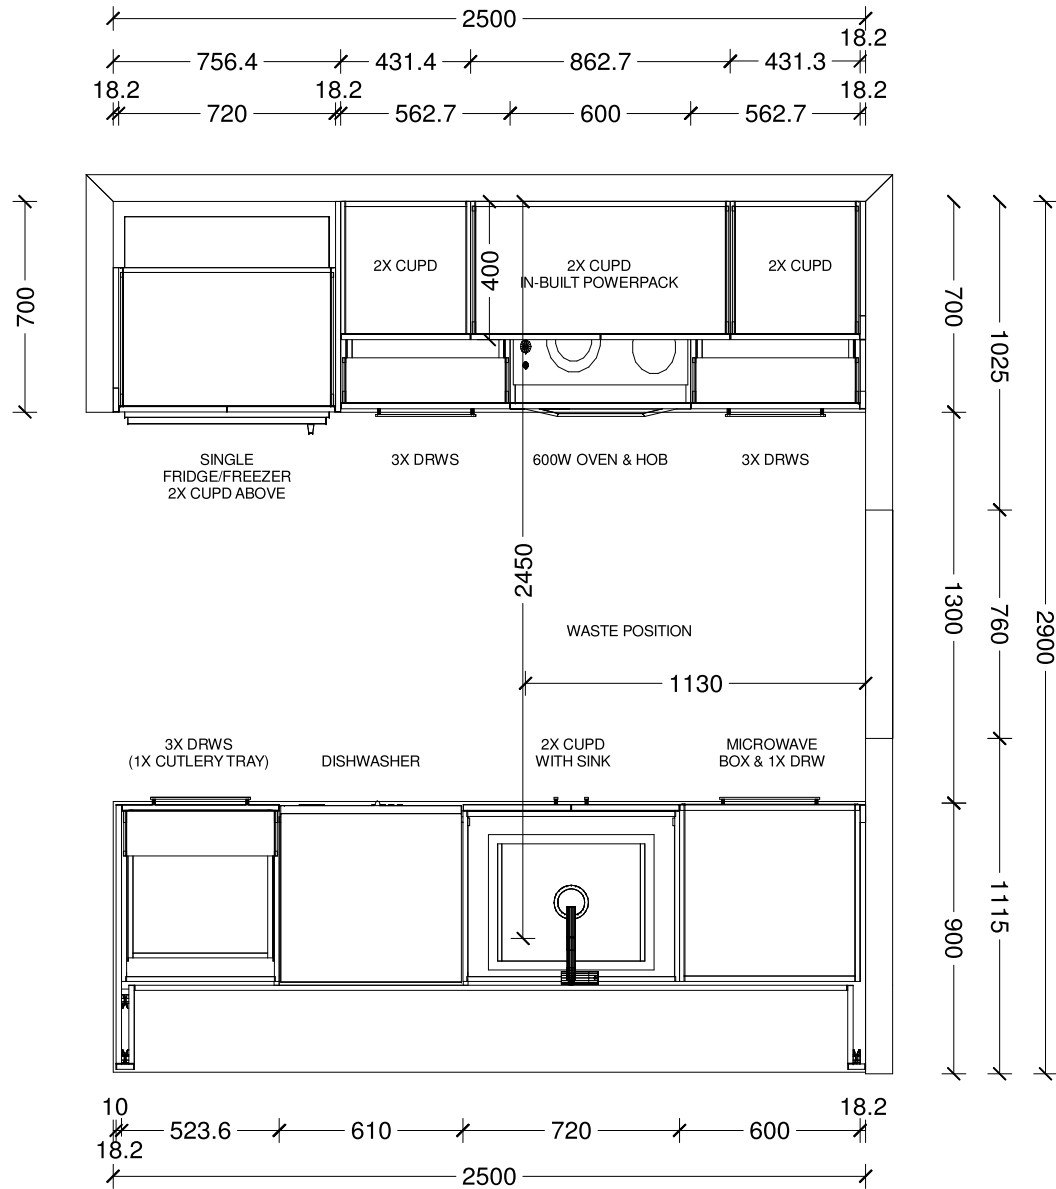 2500
18.2
756.4 431.4 862.7 431.3
18.2 18.2 18.2
720 562.7 600 562.7
700
2X CUPD
400
2X CUPD
IN-BUILT POWERPACK
2X CUPD
700
1025
SINGLE
FRIDGE/FREEZER
2X CUPD ABOVE
3X DRWS
600W OVEN & HOB
3X DRWS
2450
1300
760
2900
WASTE POSITION
1130
3X DRWS
(1X CUTLERY TRAY)
DISHWASHER
2X CUPD
WITH SINK
MICROWAVE
BOX & 1X DRW
900
1115
10 18.2
523.6 610 720 600
18.2
2500